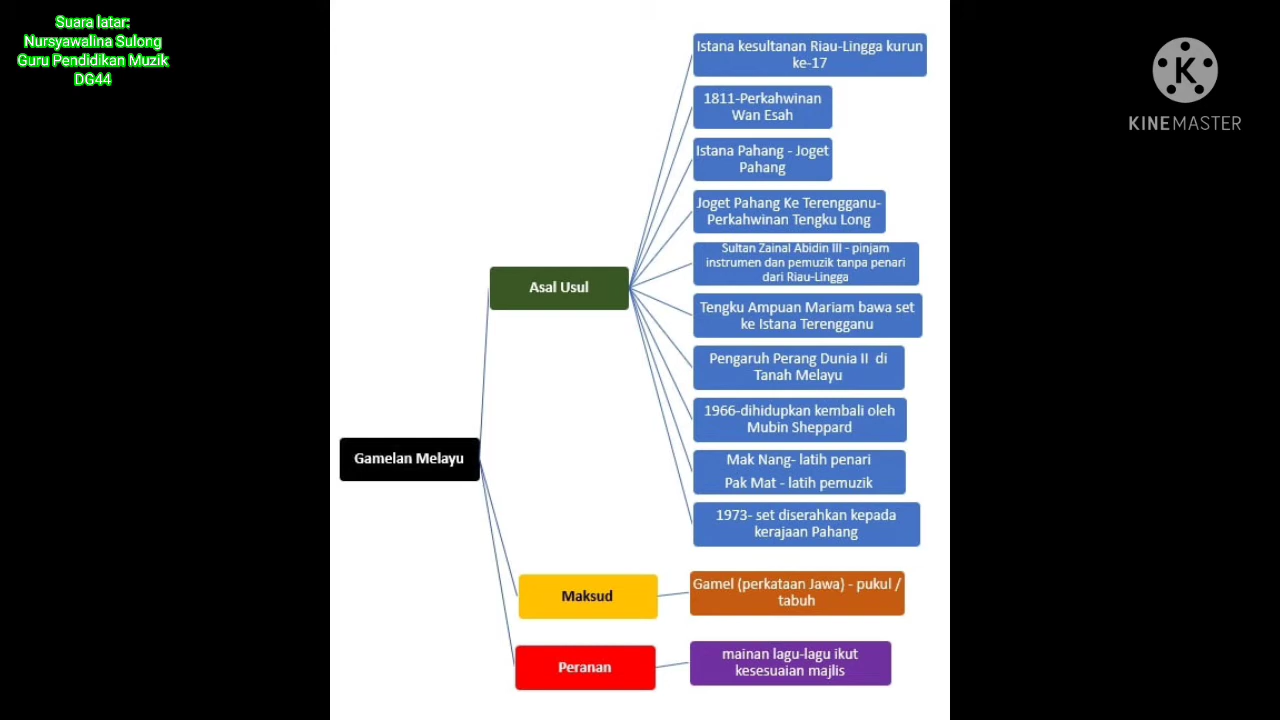 Suara latar:
Nursyawalina Sulong
Guru Pendidikan Muzik
DG44
KINEMASTER
Gamelan Melayu
Asal Usul
Istana kesultanan Riau-Lingga kurun
ke-17
1811-Perkahwinan
Wan Esah
Istana Pahang - Joget
Pahang
Joget Pahang Ke Terengganu-
Perkahwinan Tengku Long
Sultan Zainal Abidin III - pinjam
instrumen dan pemuzik tanpa penari
dari Riau-Lingga
Tengku Ampuan Mariam bawa set
ke Istana Terengganu
Pengaruh Perang Dunia II di
Tanah Melayu
1966-dihidupkan kembali oleh
Mubin Sheppard
Mak Nang- latih penari
Pak Mat - latih pemuzik
1973- set diserahkan kepada
kerajaan Pahang
Maksud
Gamel (perkataan Jawa) - pukul /
tabuh
Peranan
mainan lagu-lagu ikut
kesesuaian majlis